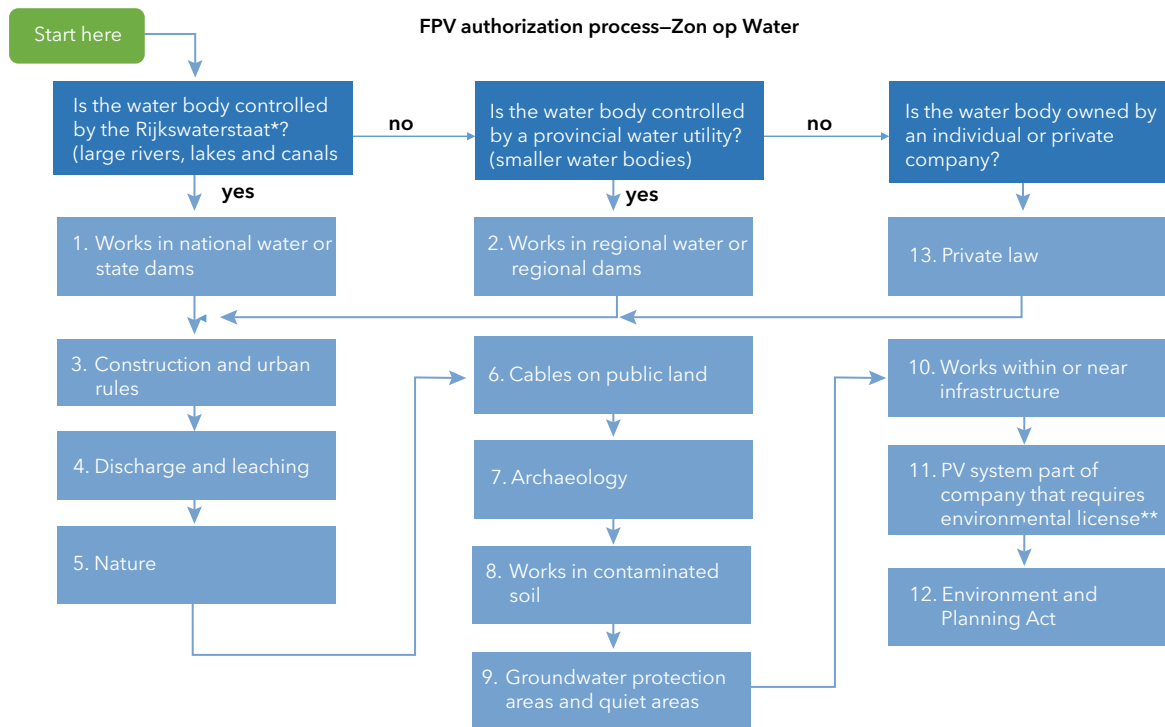 FPV authorization process—Zon op Water
Start here
Is the water body controlled
by the Rijkswaterstaat*?
(large rivers, lakes and canals
no
Is the water body controlled
by a provincial water utility?
(smaller water bodies)
no
Is the water body owned by
an individual or private
company?
yes
yes
1. Works in national water or
state dams
2. Works in regional water or
regional dams
13. Private law
3. Construction and urban
rules
4. Discharge and leaching
5. Nature
6. Cables on public land
7. Archaeology
8. Works in contaminated
soil
9. Groundwater protection
areas and quiet areas
10. Works within or near
infrastructure
11. PV system part of
company that requires
environmental license**
12. Environment and
Planning Act